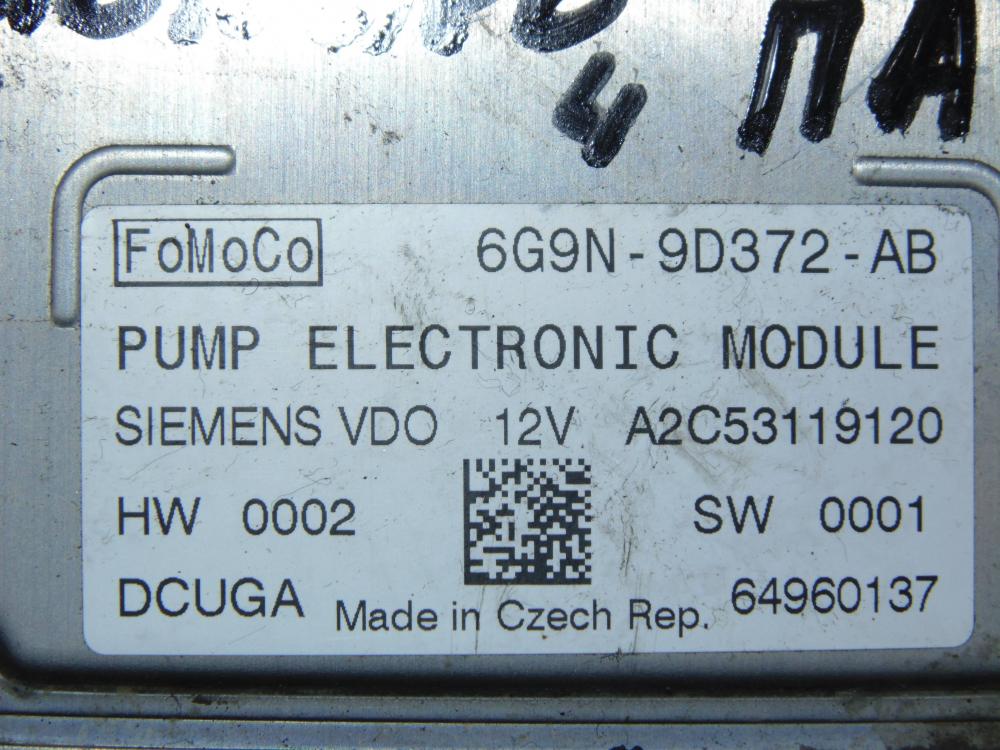 4 ПА
FoMoCo 6G9N-9D372-AB
PUMP ELECTRONIC MODULE
SIEMENS VDO 12V A2C53119120
HW 0002 SW 0001
DCUGA Made in Czech Rep. 64960137